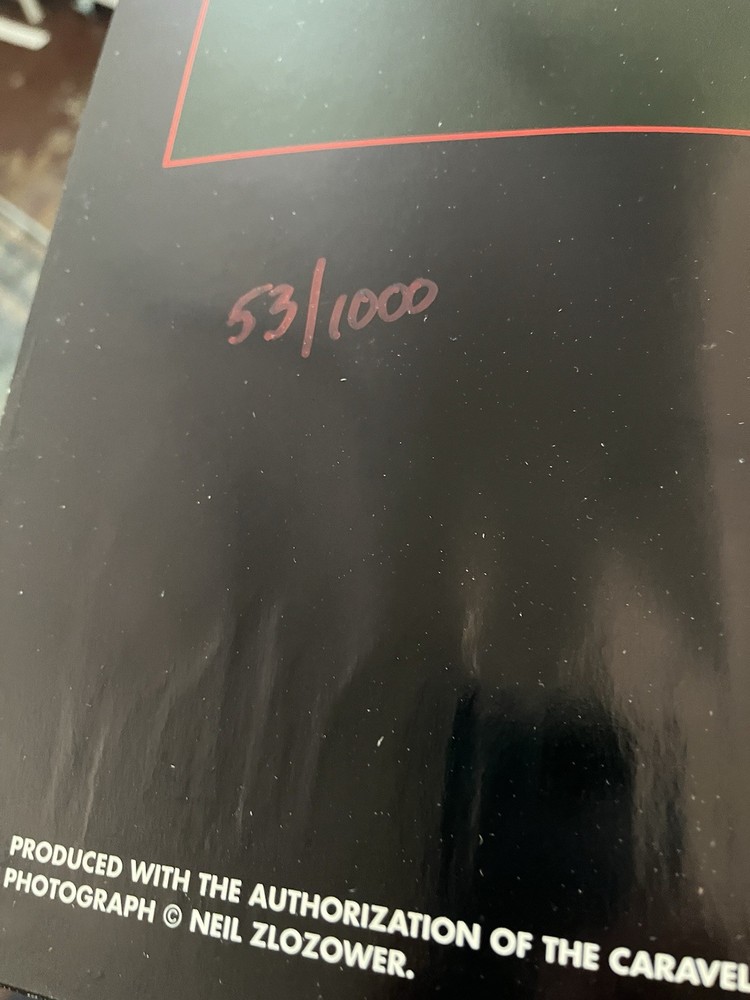 53/1000
PRODUCED WITH THE AUTHORIZATION OF THE
PHOTOGRAPH © NEIL ZLOZOWER.